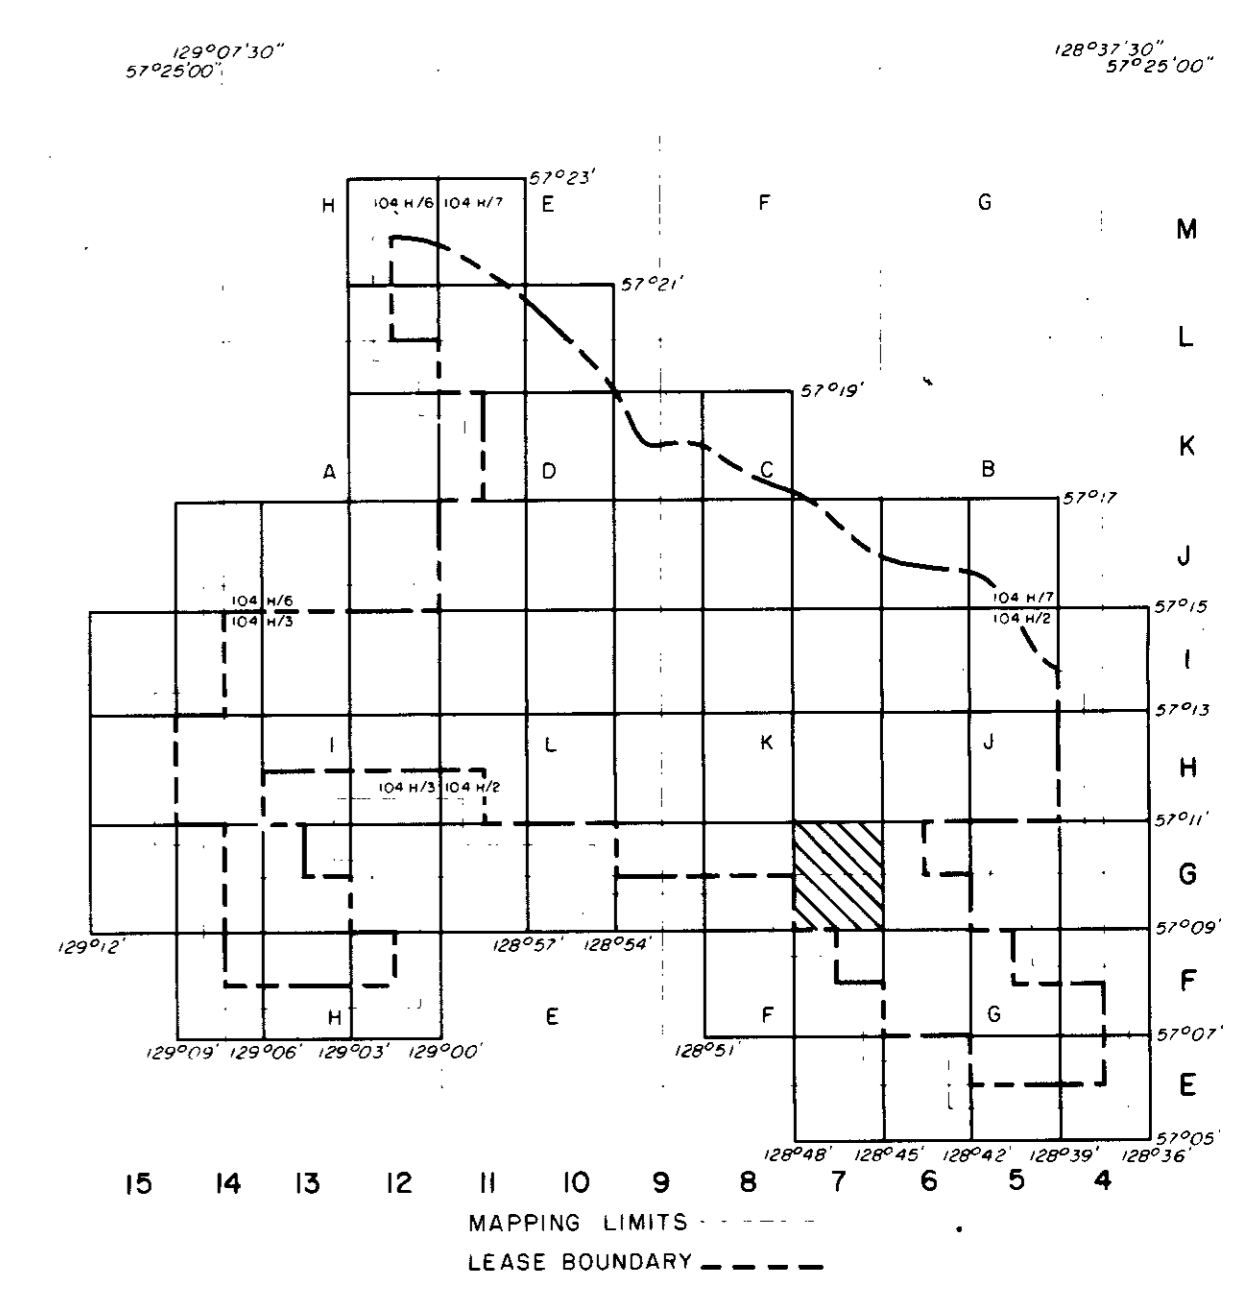 129°07'30" 128°37'30"
57°25'00" 57°25'00"
57°23'
H 104 H/6 104 H/7 E F G
M
57°21'
L
57°19'
K
A D C B
57°17
J
104 H/6 104 H/7
104 H/3 104 H/2 57°15'
I
57°13
I L K J
H
104 H/3 104 H/2
57°11'
G
57°09'
129°12' 128°57' 128°54'
F
H E F G
57°07'
129°09' 129°06' 129°03' 129°00' 128°51'
E
57°05'
128°48' 128°45' 128°42' 128°39' 128°36'
15 14 13 12 11 10 9 8 7 6 5 4
MAPPING LIMITS
LEASE BOUNDARY